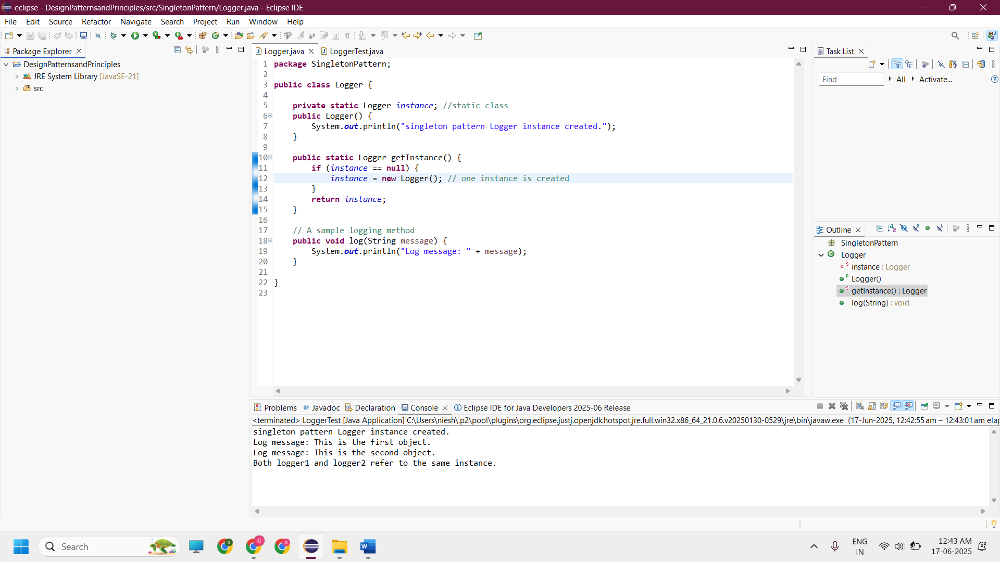 eclipse - DesignPatternsandPrinciples/src/SingletonPattern/Logger.java - Eclipse IDE
File Edit Source Refactor Navigate Search Project Run Window Help
Package Explorer
DesignPatternsandPrinciples
JRE System Library [JavaSE-21]
src
Logger.java LoggerTest.java
1 package SingletonPattern;
2
3 public class Logger {
4
5     private static Logger instance; //static class
6     public Logger() {
7         System.out.println("singleton pattern Logger instance created.");
8     }
9
10     public static Logger getInstance() {
11         if (instance == null) {
12             instance = new Logger(); // one instance is created
13         }
14         return instance;
15     }
16
17     // A sample logging method
18     public void log(String message) {
19         System.out.println("Log message: " + message);
20     }
21
22 }
23
Task List
Find All Activate...
Outline
SingletonPattern
Logger
instance : Logger
Logger()
getInstance() : Logger
log(String) : void
Problems Javadoc Declaration Console Eclipse IDE for Java Developers 2025-06 Release
<terminated> LoggerTest [Java Application] C:\Users\niesh\.p2\pool\plugins\org.eclipse.justj.openjdk.hotspot.jre.full.win32.x86_64_21.0.6.v20250130-0529\jre\bin\javaw.exe (17-Jun-2025, 12:42:55 am – 12:43:01 am elap
singleton pattern Logger instance created.
Log message: This is the first object.
Log message: This is the second object.
Both logger1 and logger2 refer to the same instance.
Search
ENG
IN
12:43 AM
17-06-2025